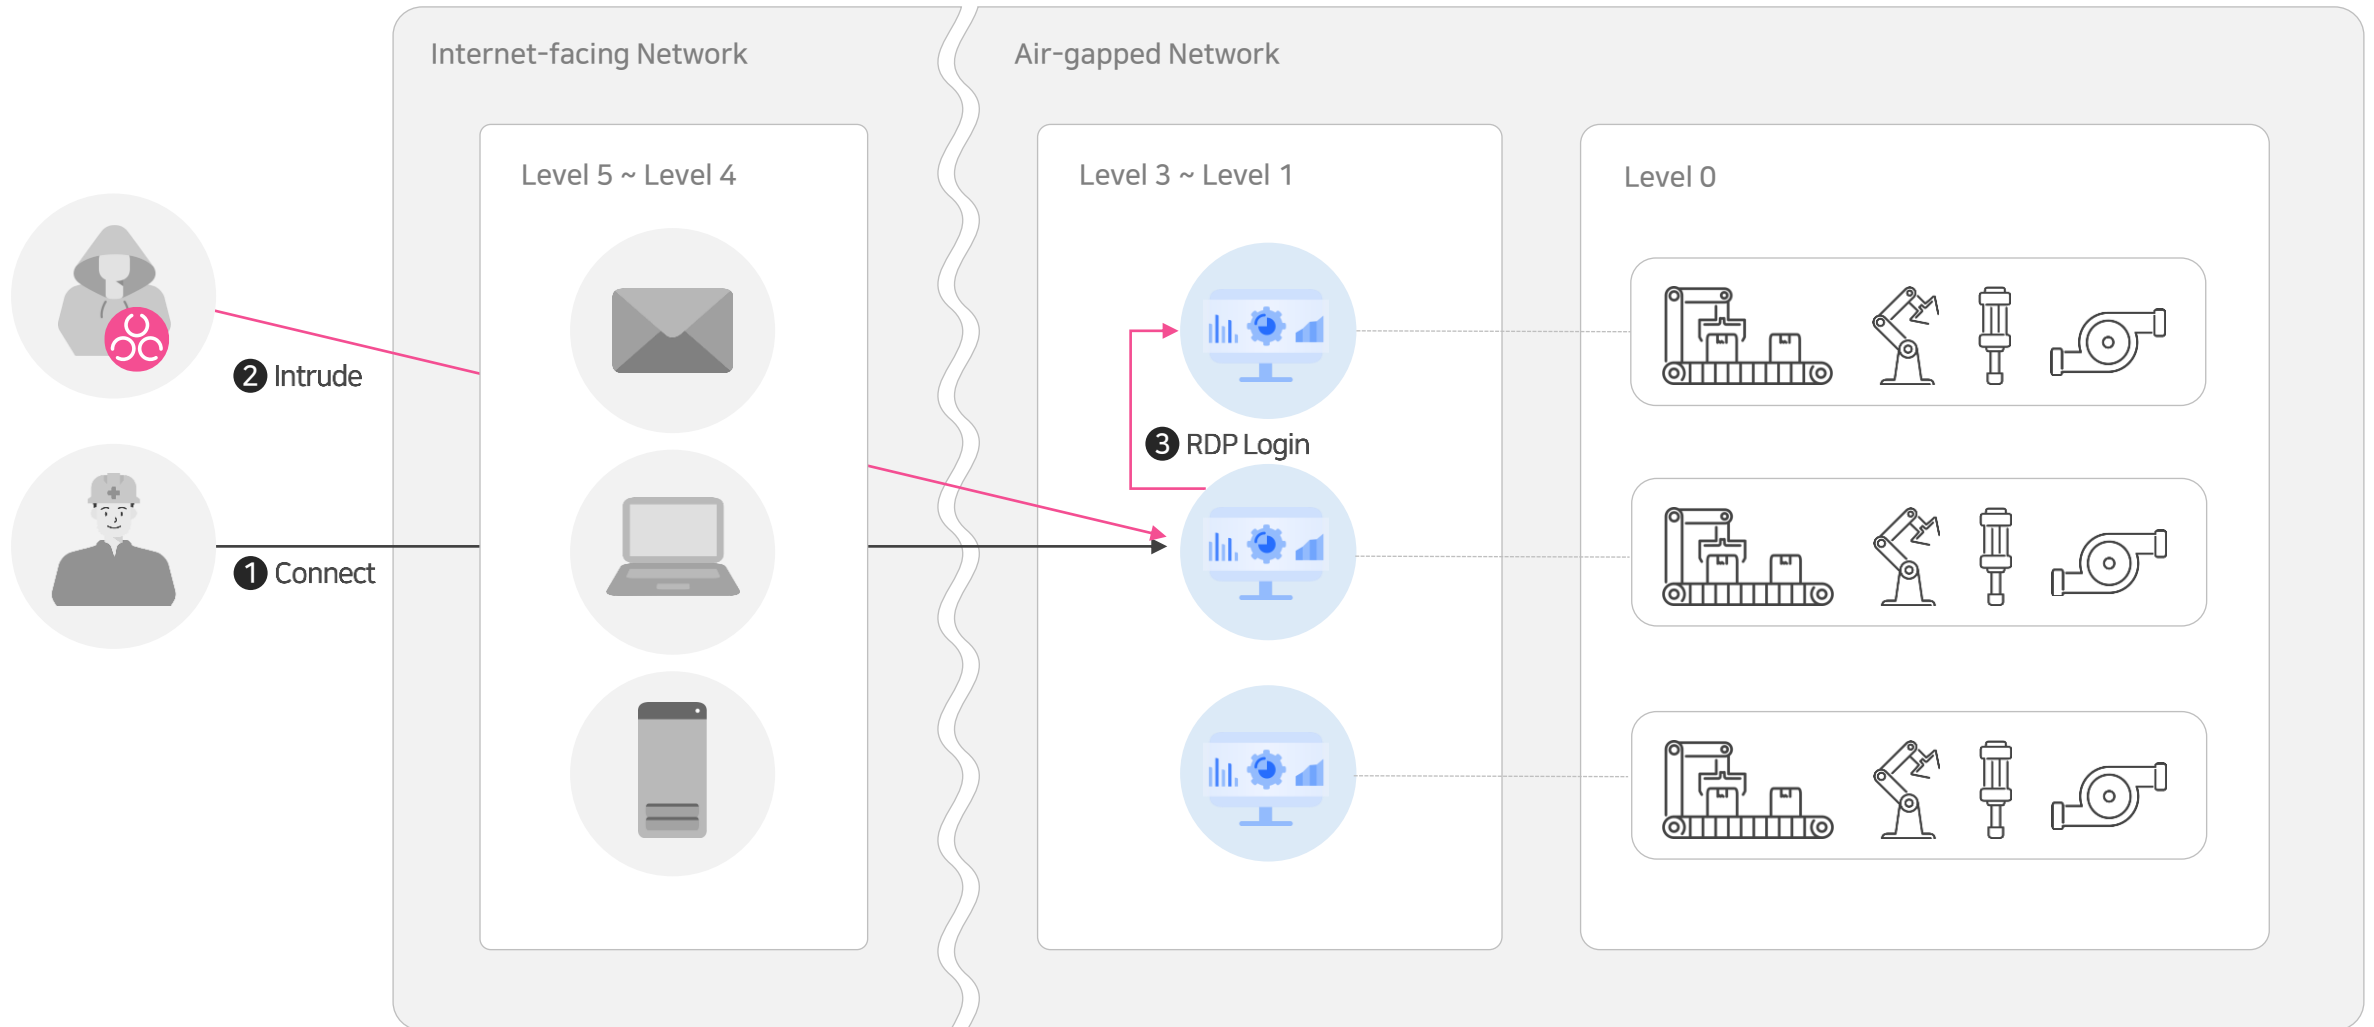 Internet-facing Network
Air-gapped Network
Level 5 ~ Level 4
Level 3 ~ Level 1
Level 0
2 Intrude
3 RDP Login
1 Connect